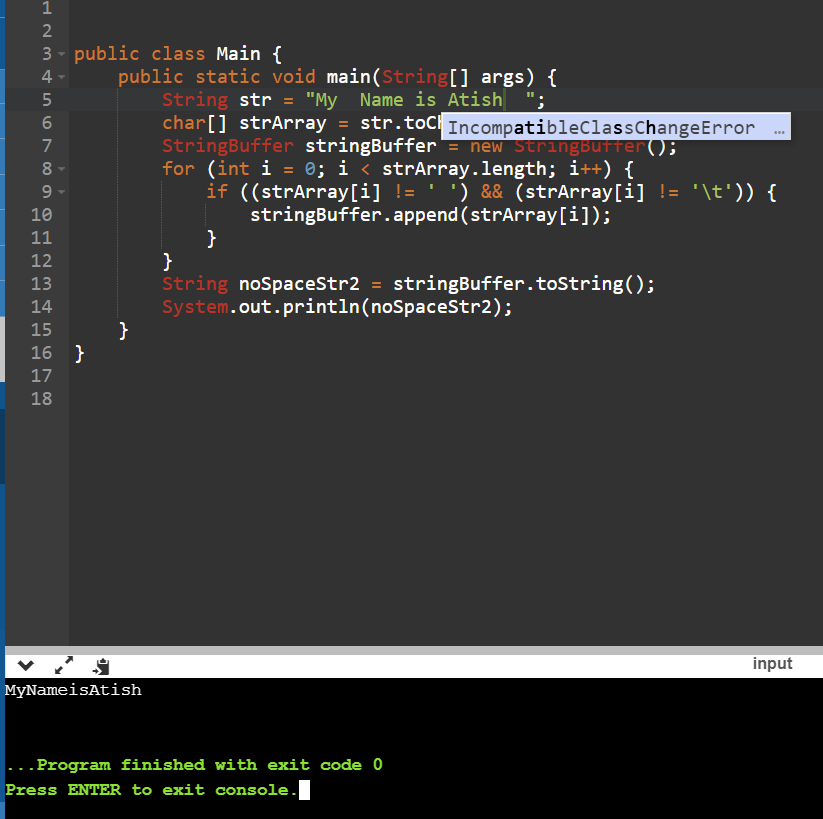 1
2
3 public class Main {
4 public static void main(String[] args) {
5 String str = "My  Name is Atish  ";
6 char[] strArray = str.toCh
IncompatibleClassChangeError …
7 StringBuffer stringBuffer = new StringBuffer();
8 for (int i = 0; i < strArray.length; i++) {
9 if ((strArray[i] != ' ') && (strArray[i] != '\t')) {
10 stringBuffer.append(strArray[i]);
11 }
12 }
13 String noSpaceStr2 = stringBuffer.toString();
14 System.out.println(noSpaceStr2);
15 }
16 }
17
18
input
MyNameisAtish
...Program finished with exit code 0
Press ENTER to exit console.